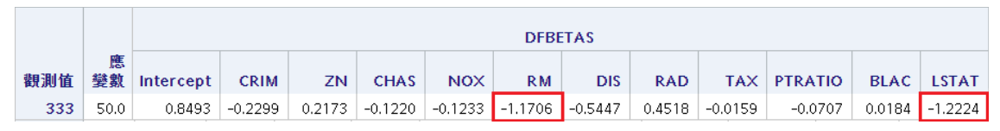 DFBETAS
觀測值 應變數 Intercept CRIM ZN CHAS NOX RM DIS RAD TAX PTRATIO BLAC LSTAT
333 50.0 0.8493 -0.2299 0.2173 -0.1220 -0.1233 -1.1706 -0.5447 0.4518 -0.0159 -0.0707 0.0184 -1.2224